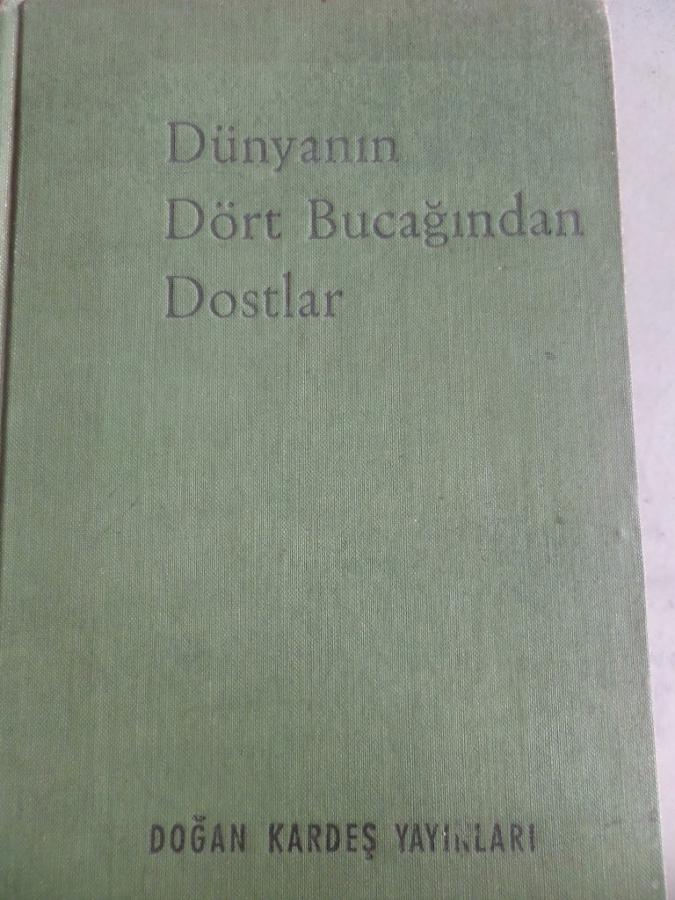 Dünyanın
Dört Bucağından
Dostlar
DOĞAN KARDEŞ YAYINLARI